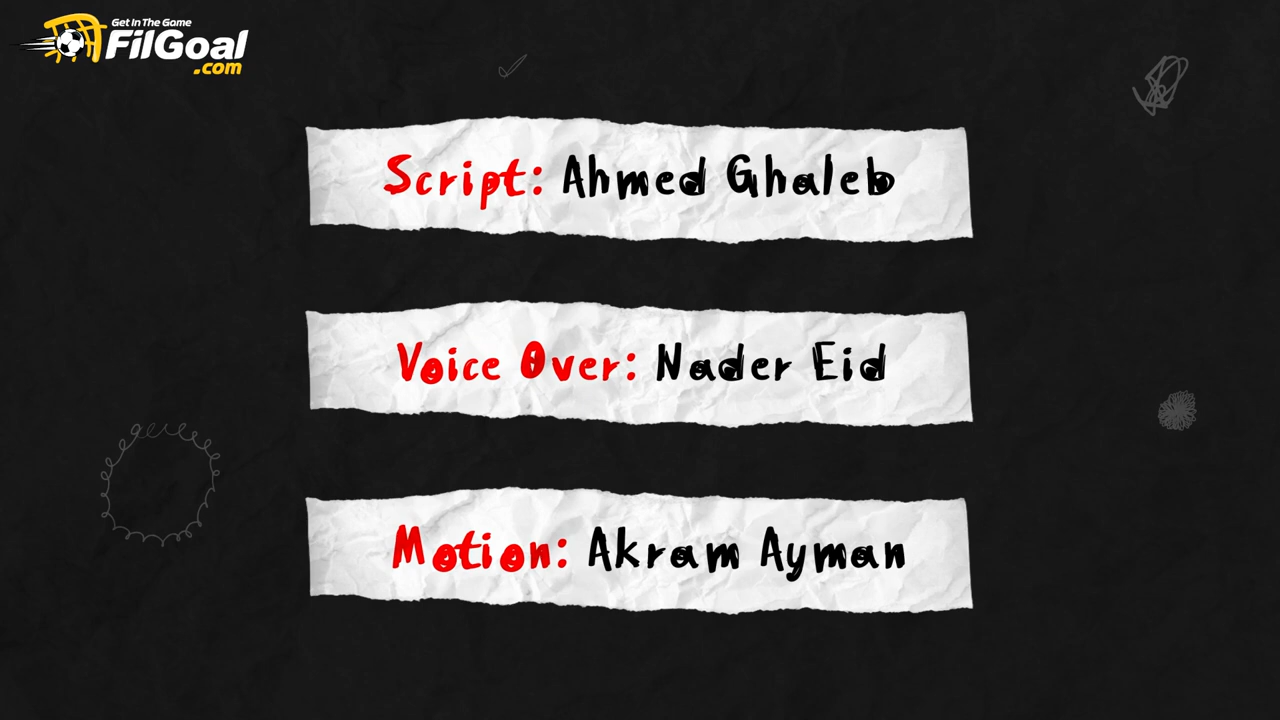 Get In The Game
FilGoal
.com
Script: Ahmed Ghaleb
Voice Over: Nader Eid
Motion: Akram Ayman